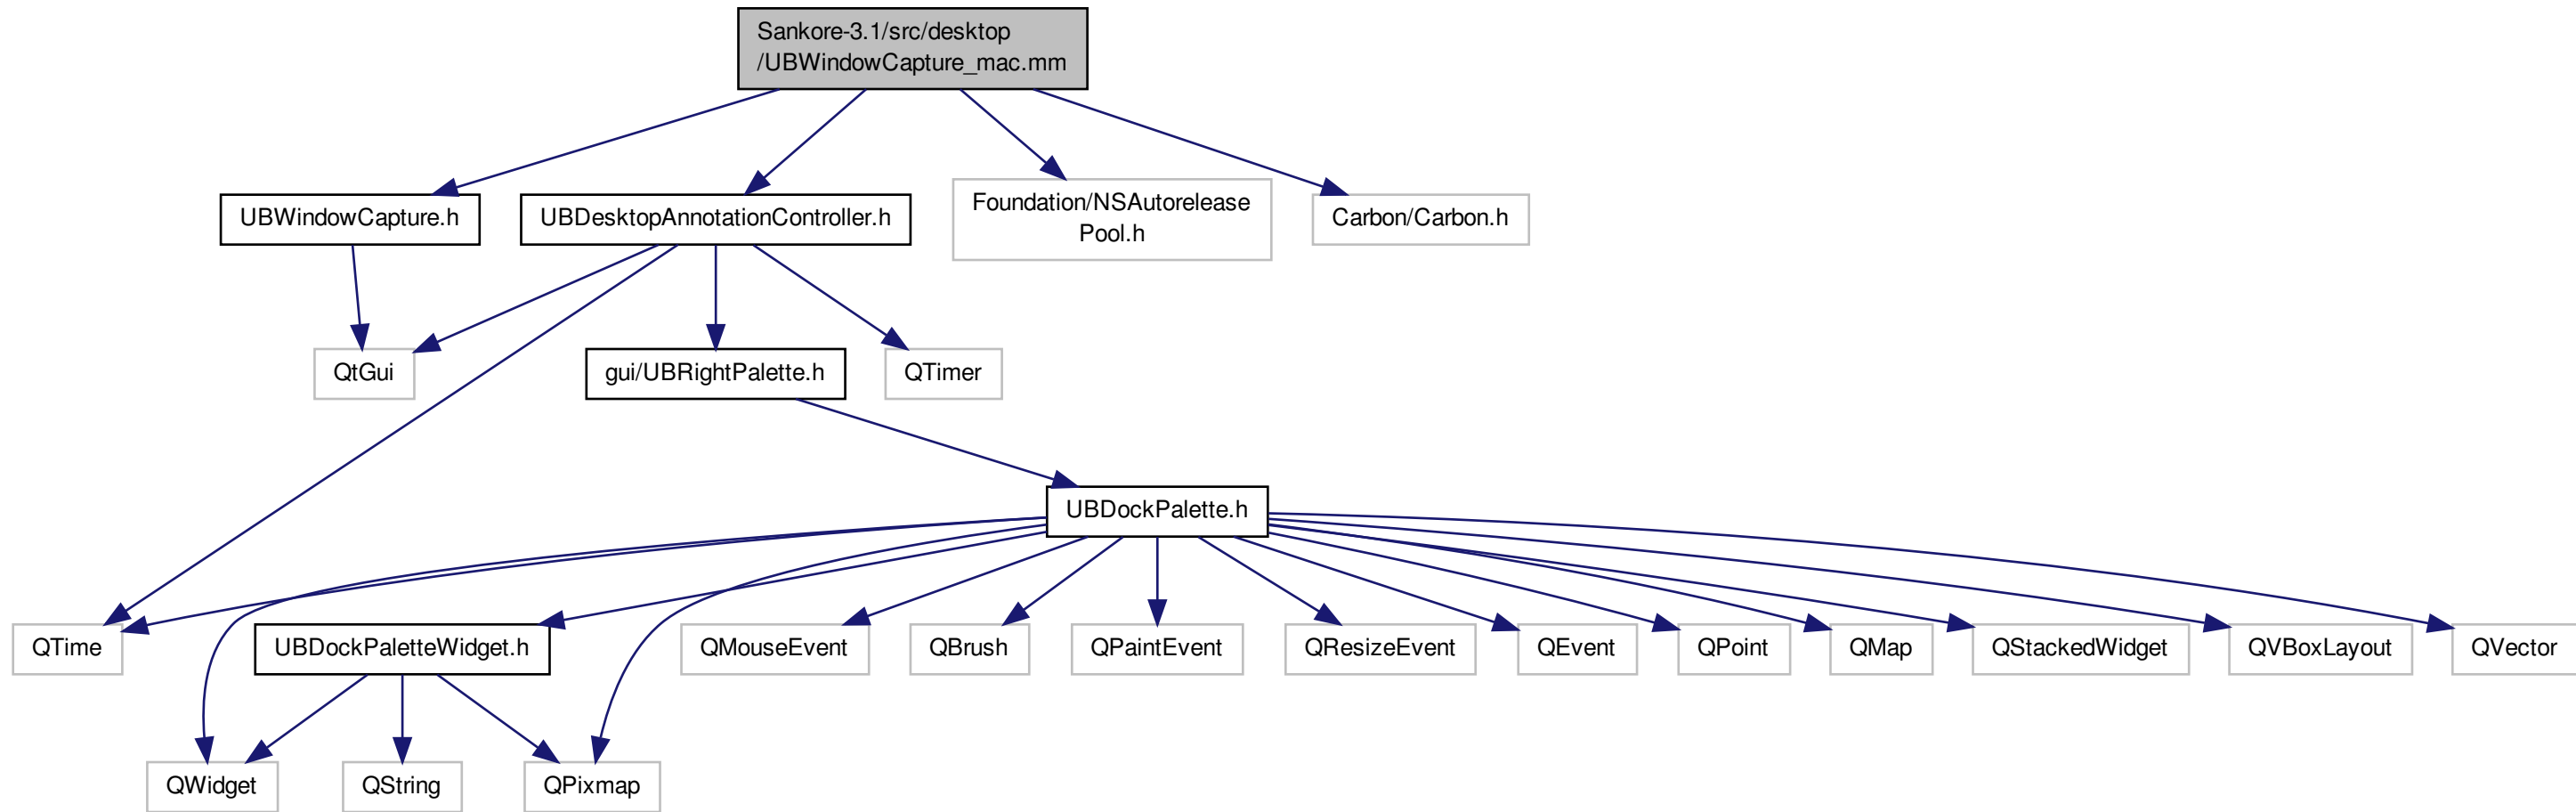 Sankore-3.1/src/desktop
/UBWindowCapture_mac.mm
UBWindowCapture.h
UBDesktopAnnotationController.h
Foundation/NSAutorelease
Pool.h
Carbon/Carbon.h
QtGui
gui/UBRightPalette.h
QTimer
UBDockPalette.h
QTime
UBDockPaletteWidget.h
QMouseEvent
QBrush
QPaintEvent
QResizeEvent
QEvent
QPoint
QMap
QStackedWidget
QVBoxLayout
QVector
QWidget
QString
QPixmap